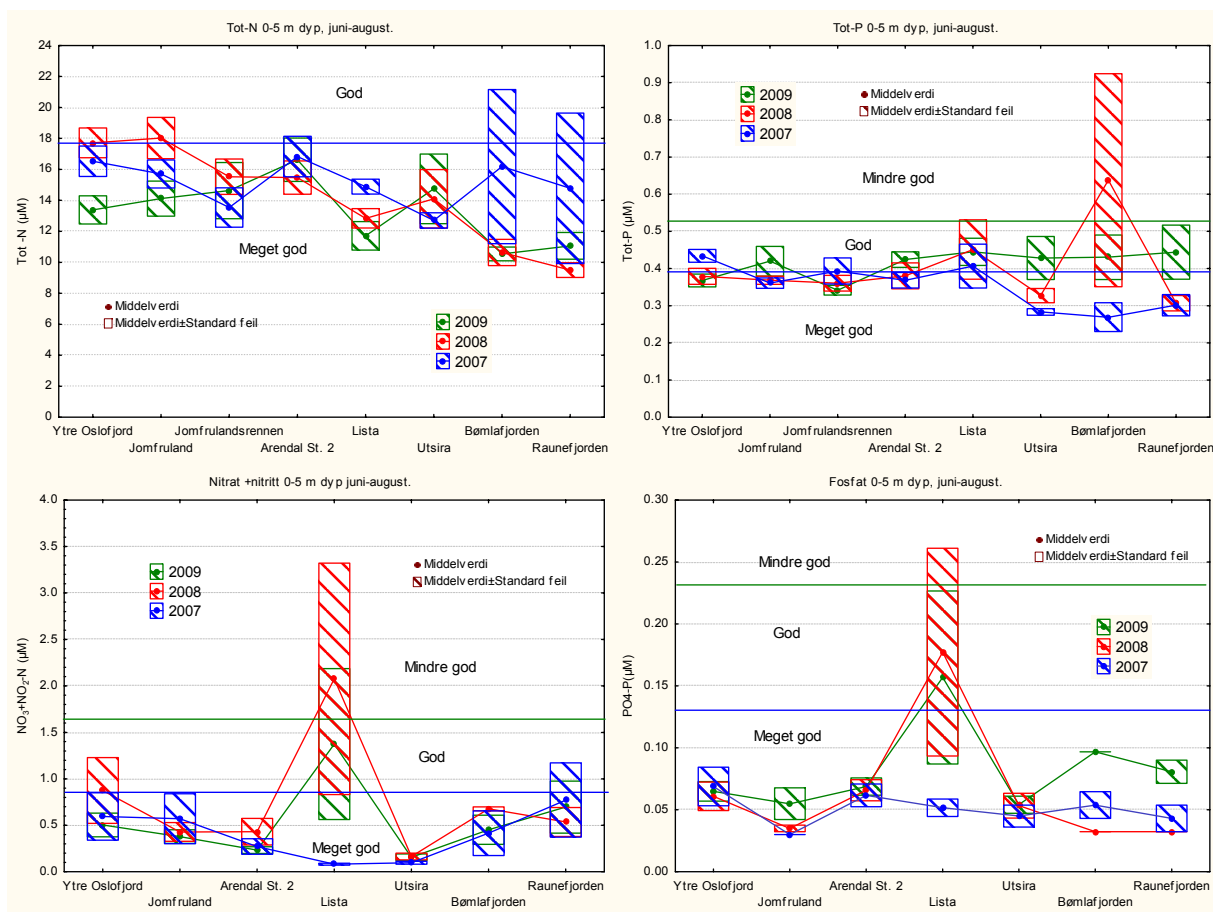 Tot-N 0-5 m dyp, juni-august.
24
22
20
18
16
14
12
10
8
6
4
2
0
Tot -N (µM)
God
Meget god
Middelverdi
Middelverdi±Standard feil
2009
2008
2007
Ytre Oslofjord Jomfrulandsrennen Lista Bømlafjorden
Jomfruland Arendal St. 2 Utsira Raunefjorden
Tot-P 0-5 m dyp, juni-august.
1.0
0.9
0.8
0.7
0.6
0.5
0.4
0.3
0.2
0.1
0.0
Tot-P (µM)
2009
2008
2007
Middelverdi
Middelverdi±Standard feil
Mindre god
God
Meget god
Ytre Oslofjord Jomfrulandsrennen Lista Bømlafjorden
Jomfruland Arendal St. 2 Utsira Raunefjorden
Nitrat +nitritt 0-5 m dyp juni-august.
4.0
3.5
3.0
2.5
2.0
1.5
1.0
0.5
0.0
NO3+NO2-N (µM)
2009
2008
2007
Middelverdi
Middelverdi±Standard feil
Mindre god
God
Meget god
Ytre Oslofjord Arendal St. 2 Utsira Raunefjorden
Jomfruland Lista Bømlafjorden
Fosfat 0-5 m dyp, juni-august.
0.30
0.25
0.20
0.15
0.10
0.05
0.00
PO4-P(µM)
Middelverdi
Middelverdi±Standard feil
Mindre god
God
2009
2008
2007
Meget god
Ytre Oslofjord Arendal St. 2 Utsira Raunefjorden
Jomfruland Lista Bømlafjorden